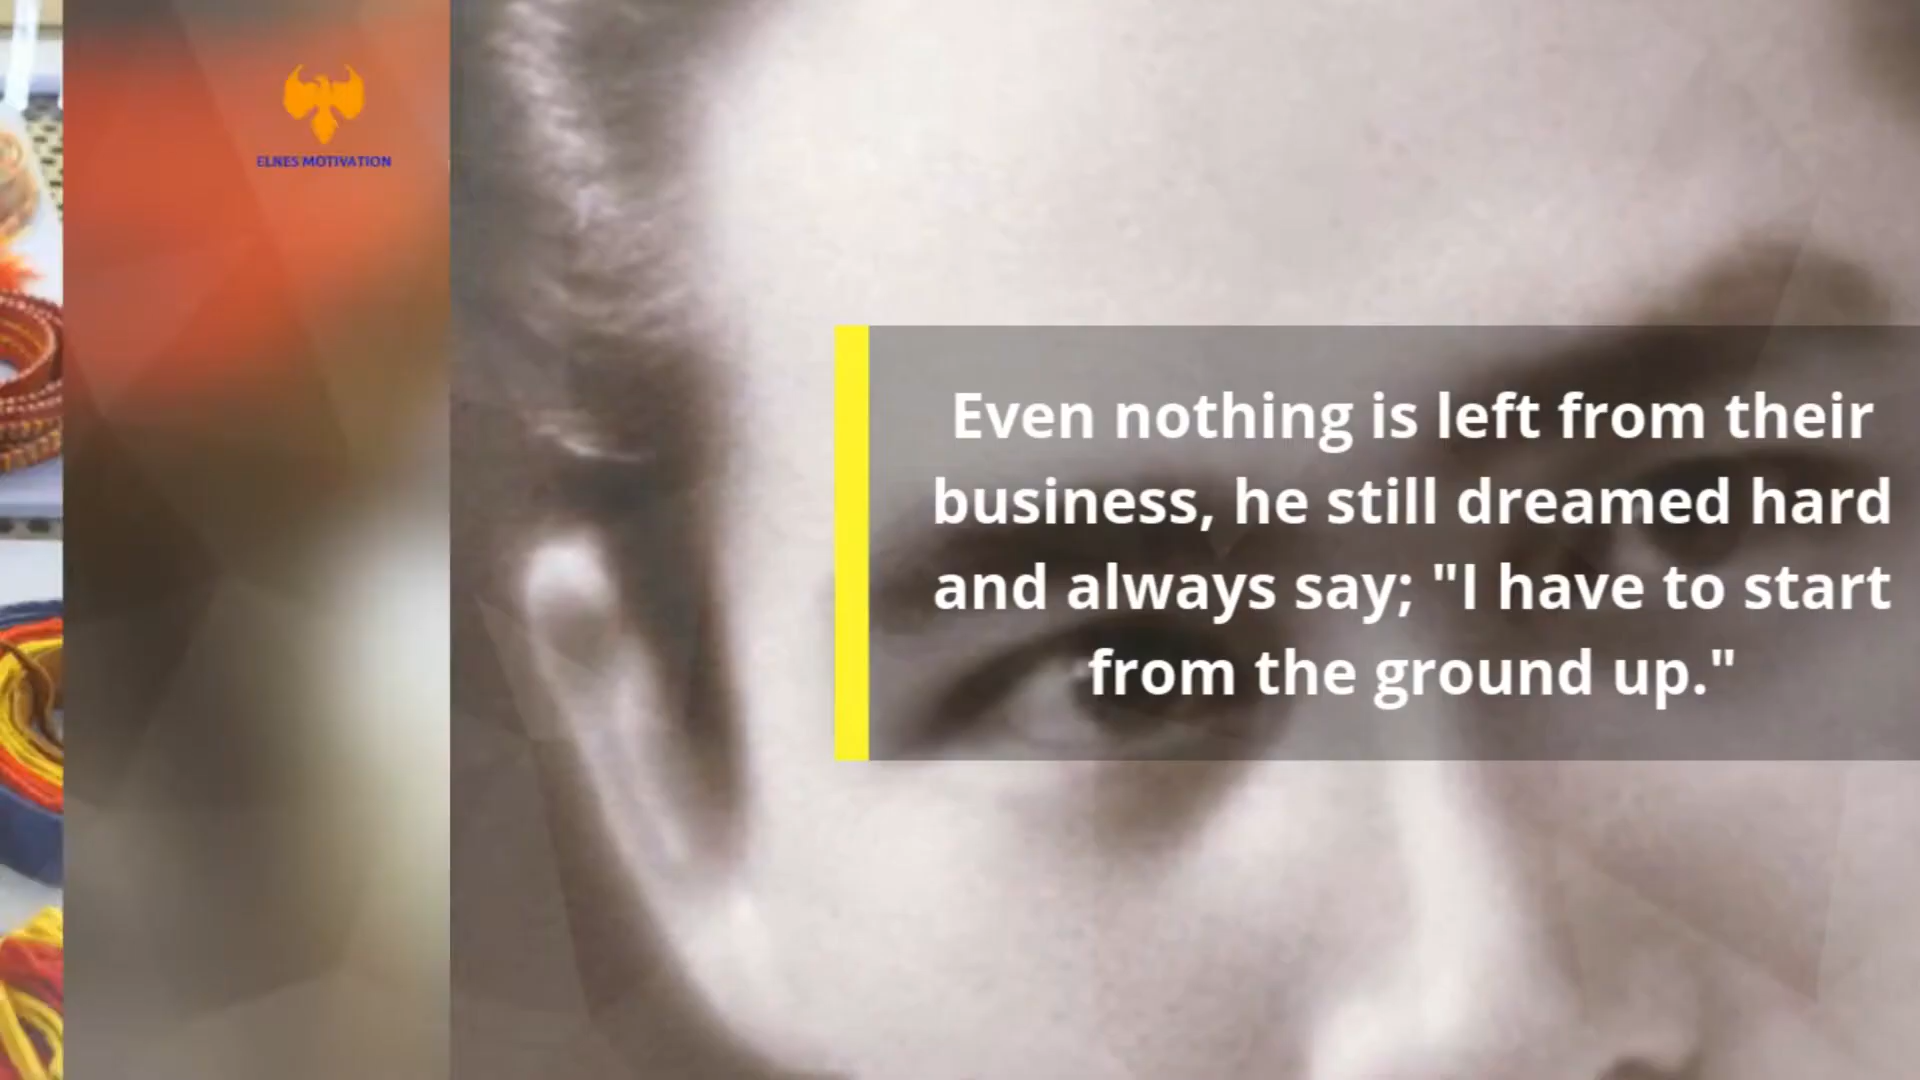 ELNES MOTIVATION
Even nothing is left from their
business, he still dreamed hard
and always say; "I have to start
from the ground up."